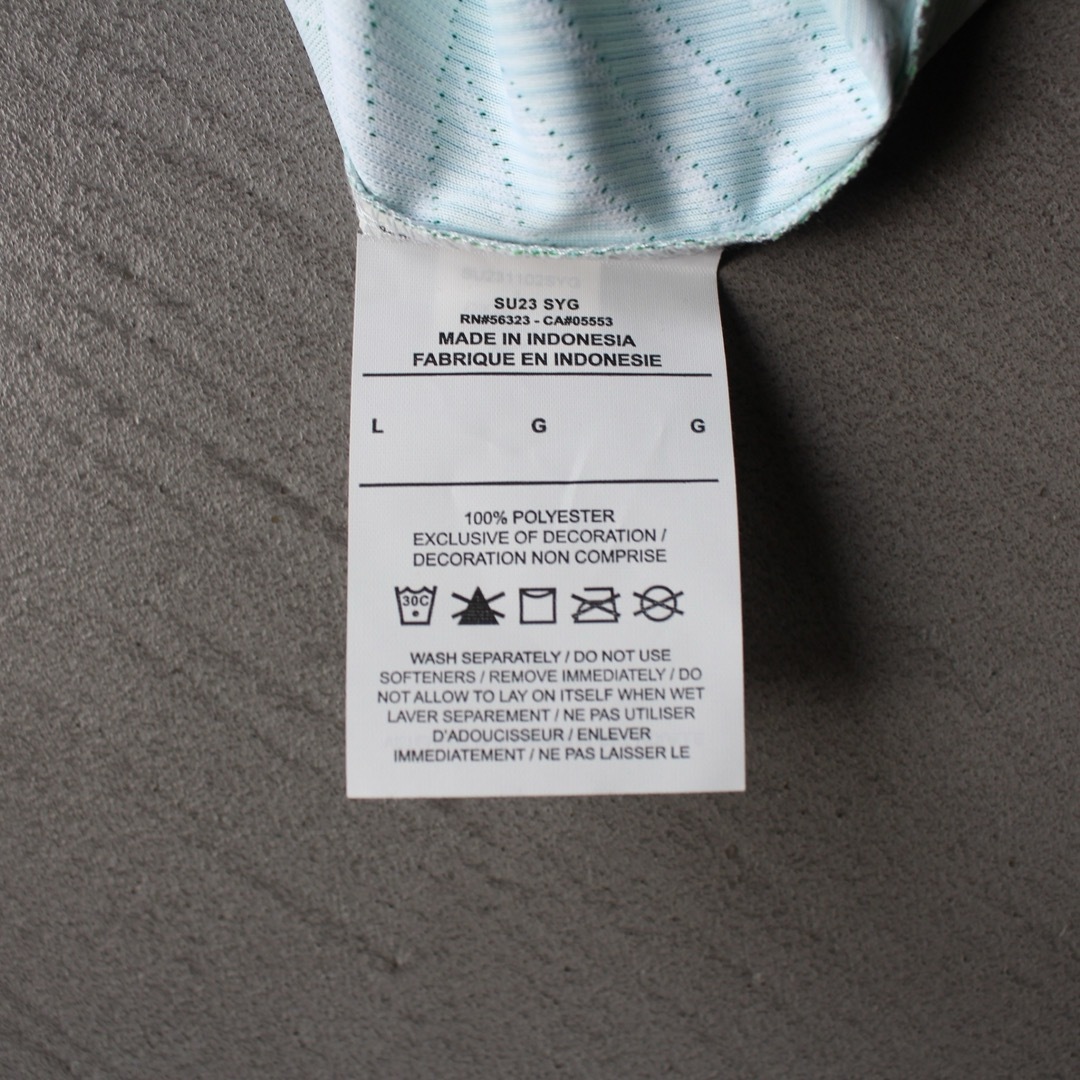 SU23 SYG
RN#56323 - CA#05553
MADE IN INDONESIA
FABRIQUE EN INDONESIE
L G G
100% POLYESTER
EXCLUSIVE OF DECORATION /
DECORATION NON COMPRISE
30C
WASH SEPARATELY / DO NOT USE
SOFTENERS / REMOVE IMMEDIATELY / DO
NOT ALLOW TO LAY ON ITSELF WHEN WET
LAVER SEPAREMENT / NE PAS UTILISER
D'ADOUCISSEUR / ENLEVER
IMMEDIATEMENT / NE PAS LAISSER LE